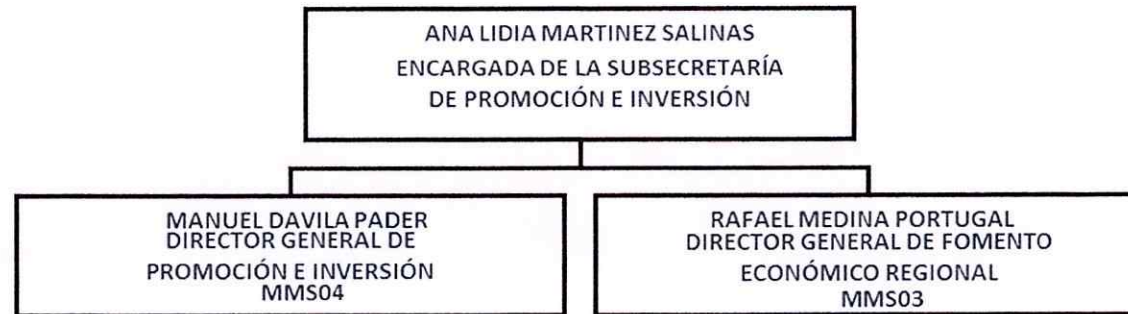 ANA LIDIA MARTINEZ SALINAS
ENCARGADA DE LA SUBSECRETARÍA
DE PROMOCIÓN E INVERSIÓN
MANUEL DAVILA PADER
DIRECTOR GENERAL DE
PROMOCIÓN E INVERSIÓN
MMS04
RAFAEL MEDINA PORTUGAL
DIRECTOR GENERAL DE FOMENTO
ECONÓMICO REGIONAL
MMS03